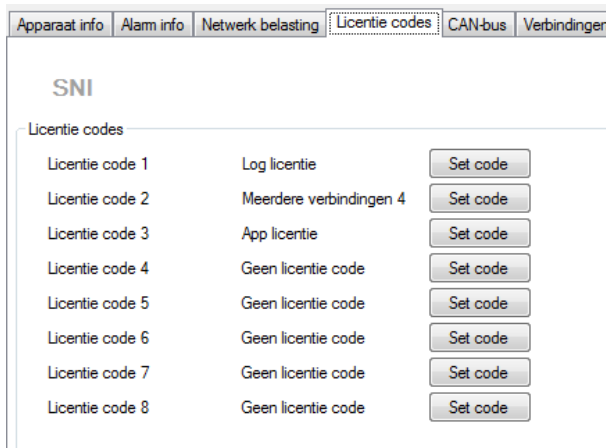 Apparaat info Alarm info Netwerk belasting Licentie codes CAN-bus Verbindingen
SNI
Licentie codes
Licentie code 1 Log licentie Set code
Licentie code 2 Meerdere verbindingen 4 Set code
Licentie code 3 App licentie Set code
Licentie code 4 Geen licentie code Set code
Licentie code 5 Geen licentie code Set code
Licentie code 6 Geen licentie code Set code
Licentie code 7 Geen licentie code Set code
Licentie code 8 Geen licentie code Set code